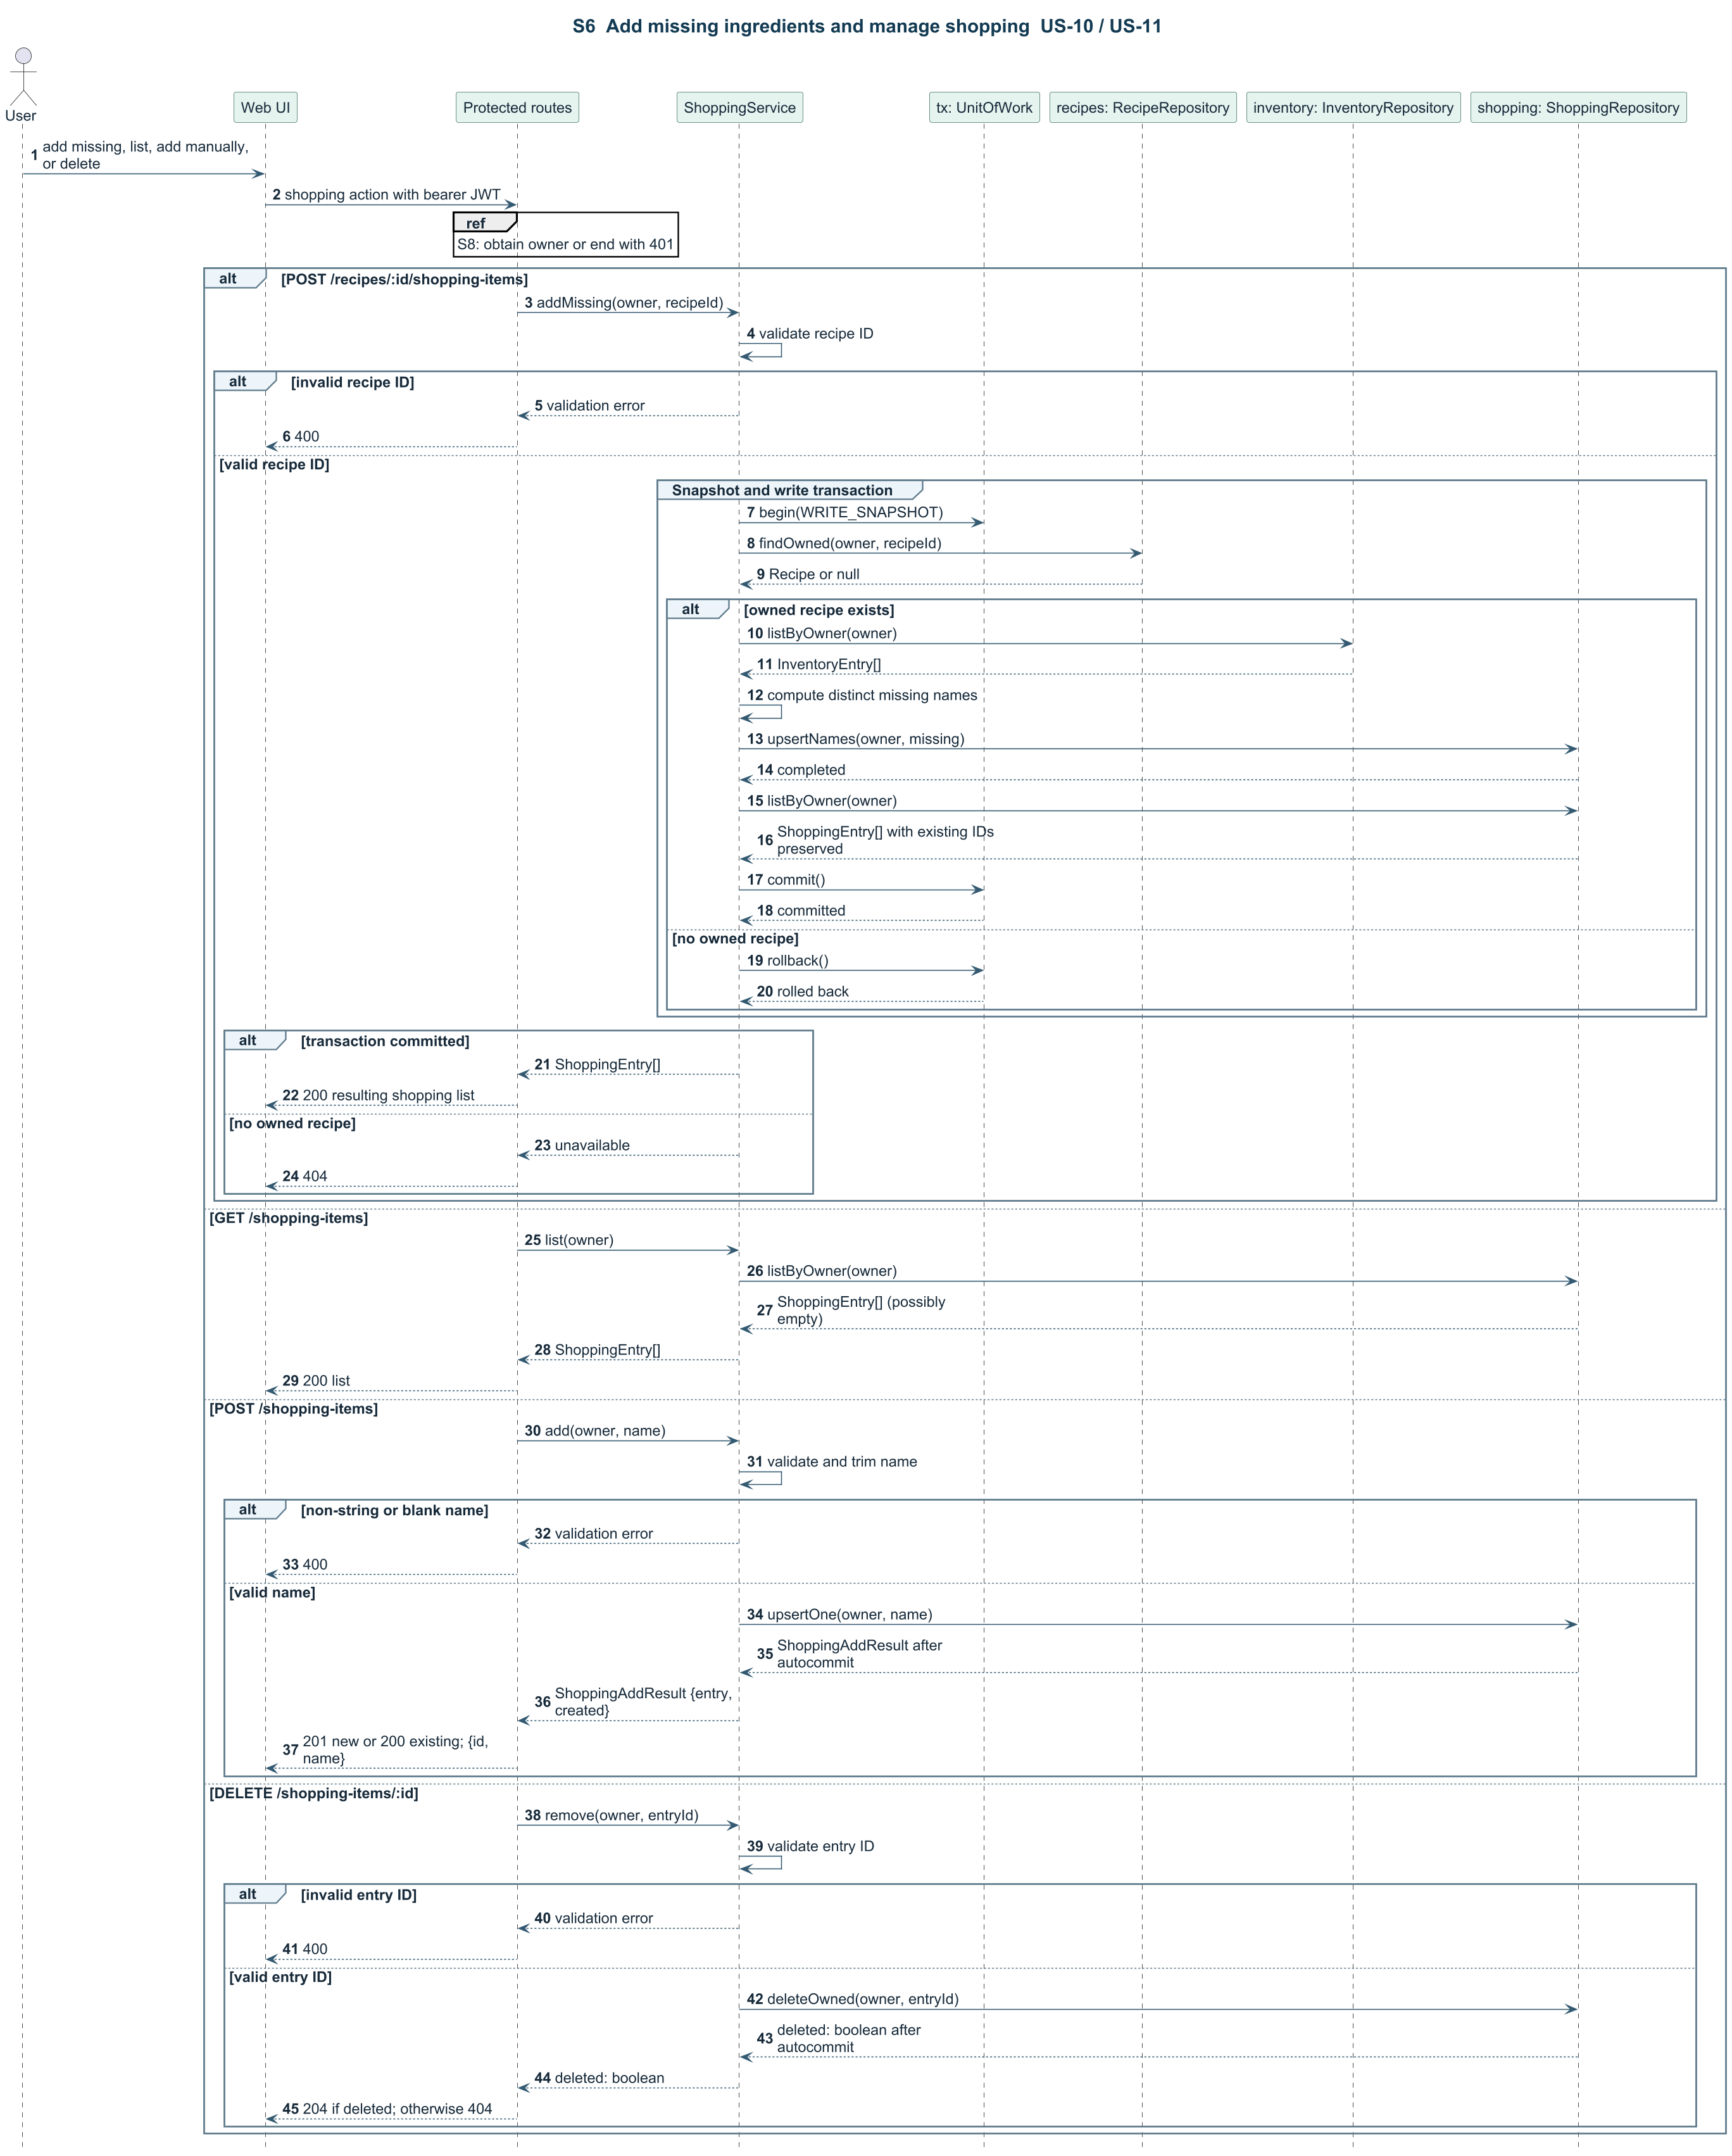 S6  Add missing ingredients and manage shopping  US-10 / US-11
User
Web UI
Protected routes
ShoppingService
tx: UnitOfWork
recipes: RecipeRepository
inventory: InventoryRepository
shopping: ShoppingRepository
1 add missing, list, add manually,
or delete
2 shopping action with bearer JWT
ref
S8: obtain owner or end with 401
alt [POST /recipes/:id/shopping-items]
3 addMissing(owner, recipeId)
4 validate recipe ID
alt [invalid recipe ID]
5 validation error
6 400
[valid recipe ID]
Snapshot and write transaction
7 begin(WRITE_SNAPSHOT)
8 findOwned(owner, recipeId)
9 Recipe or null
alt [owned recipe exists]
10 listByOwner(owner)
11 InventoryEntry[]
12 compute distinct missing names
13 upsertNames(owner, missing)
14 completed
15 listByOwner(owner)
16 ShoppingEntry[] with existing IDs
preserved
17 commit()
18 committed
[no owned recipe]
19 rollback()
20 rolled back
alt [transaction committed]
21 ShoppingEntry[]
22 200 resulting shopping list
[no owned recipe]
23 unavailable
24 404
[GET /shopping-items]
25 list(owner)
26 listByOwner(owner)
27 ShoppingEntry[] (possibly
empty)
28 ShoppingEntry[]
29 200 list
[POST /shopping-items]
30 add(owner, name)
31 validate and trim name
alt [non-string or blank name]
32 validation error
33 400
[valid name]
34 upsertOne(owner, name)
35 ShoppingAddResult after
autocommit
36 ShoppingAddResult {entry,
created}
37 201 new or 200 existing; {id,
name}
[DELETE /shopping-items/:id]
38 remove(owner, entryId)
39 validate entry ID
alt [invalid entry ID]
40 validation error
41 400
[valid entry ID]
42 deleteOwned(owner, entryId)
43 deleted: boolean after
autocommit
44 deleted: boolean
45 204 if deleted; otherwise 404